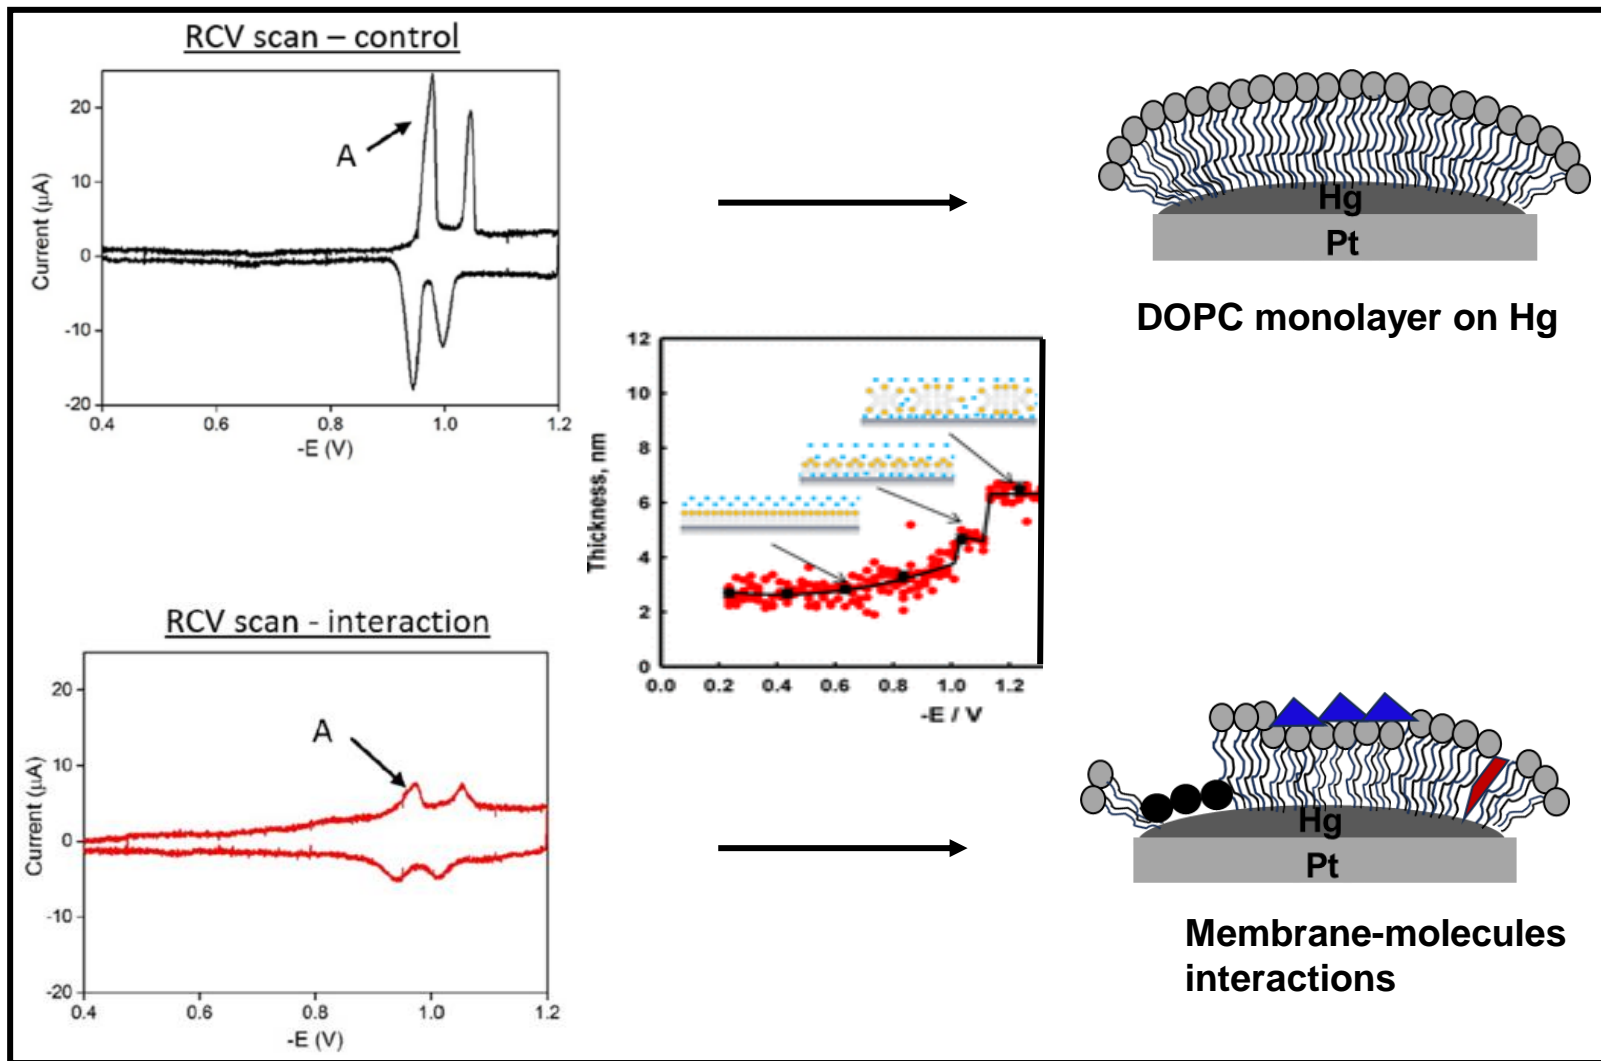 RCV scan – control
20
10
0
-10
-20
Current (µA)
A
0.4
0.6
0.8
1.0
1.2
-E (V)
Hg
Pt
DOPC monolayer on Hg
12
10
8
6
4
2
0
Thickness, nm
0.0
0.2
0.4
0.6
0.8
1.0
1.2
-E / V
RCV scan - interaction
20
10
0
-10
-20
Current (µA)
A
0.4
0.6
0.8
1.0
1.2
-E (V)
Hg
Pt
Membrane-molecules
interactions